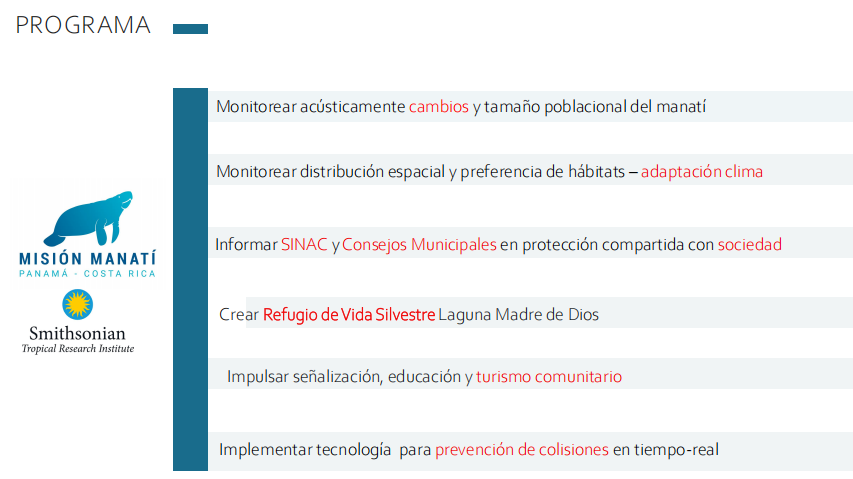 PROGRAMA
Monitorear acústicamente cambios y tamaño poblacional del manatí
Monitorear distribución espacial y preferencia de hábitats – adaptación clima
MISIÓN MANATÍ
PANAMÁ - COSTA RICA
Informar SINAC y Consejos Municipales en protección compartida con sociedad
Smithsonian
Tropical Research Institute
Crear Refugio de Vida Silvestre Laguna Madre de Dios
Impulsar señalización, educación y turismo comunitario
Implementar tecnología para prevención de colisiones en tiempo-real